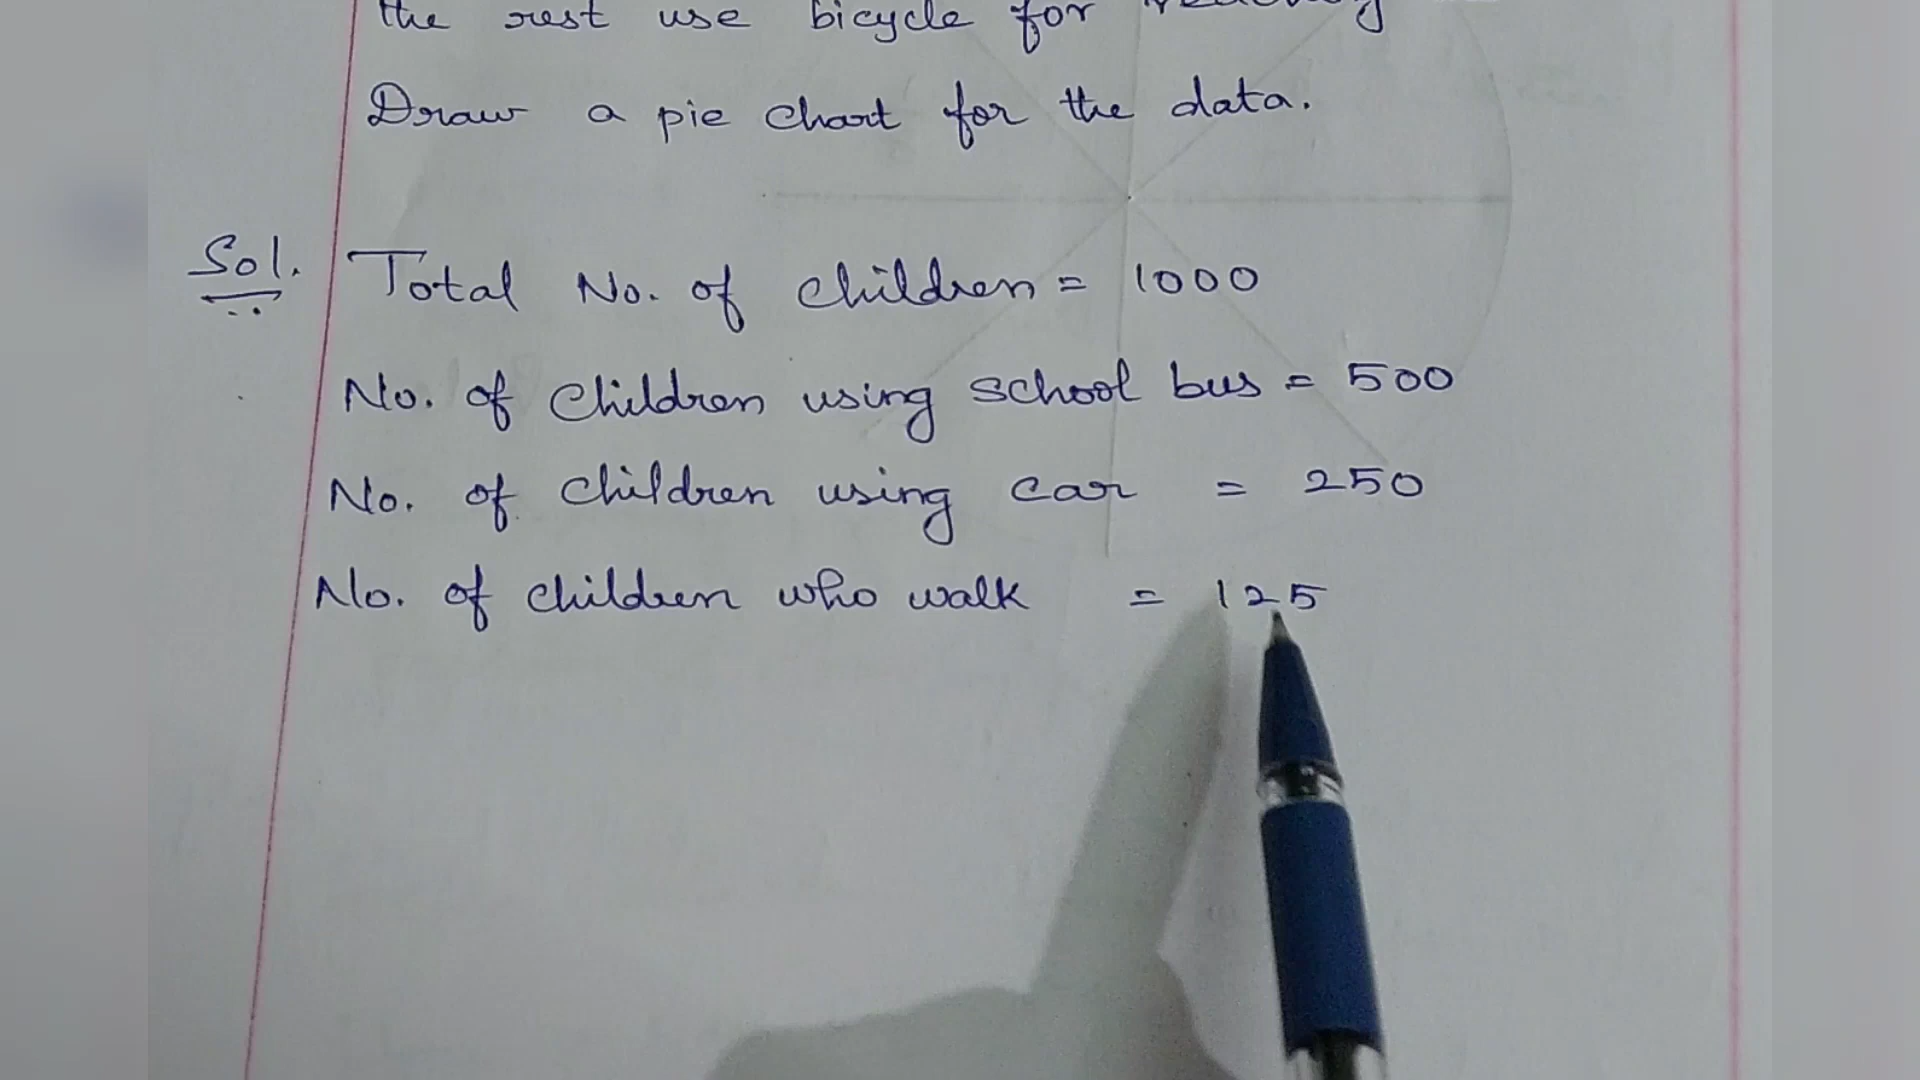 the rest use bicycle for
Draw a pie chart for the data.
Sol. Total No. of children = 1000
No. of children using school bus = 500
No. of children using car = 250
No. of children who walk = 125